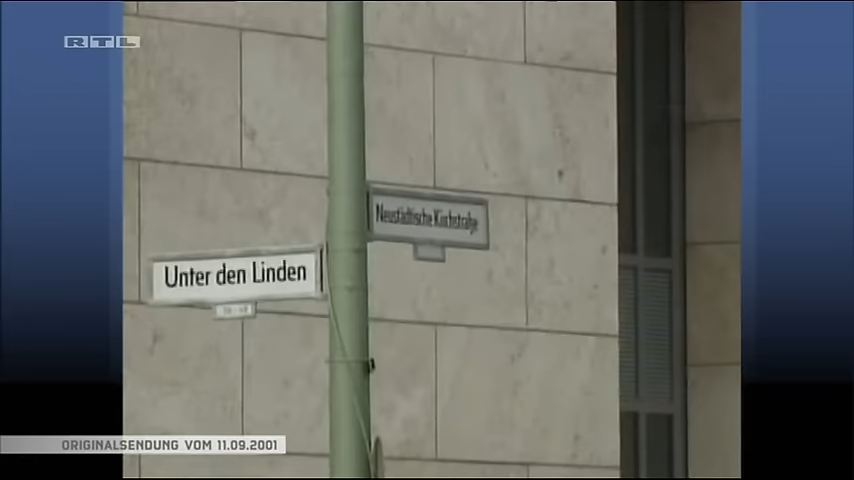 RTL
Neustädtische Kirchstraße
Unter den Linden
ORIGINALSENDUNG VOM 11.09.2001